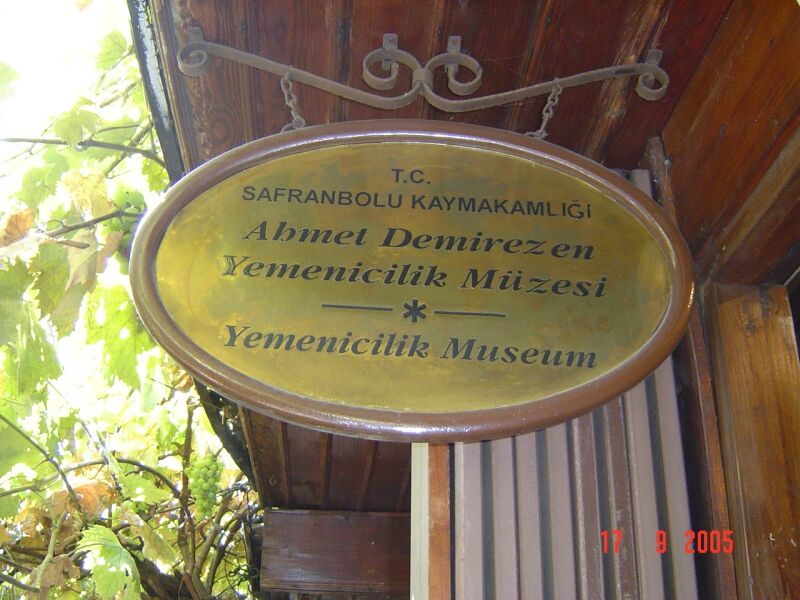 T.C.
SAFRANBOLU KAYMAKAMLIĞI
Ahmet Demirezen
Yemenicilik Müzesi
*
Yemenicilik Museum
17 9 2005